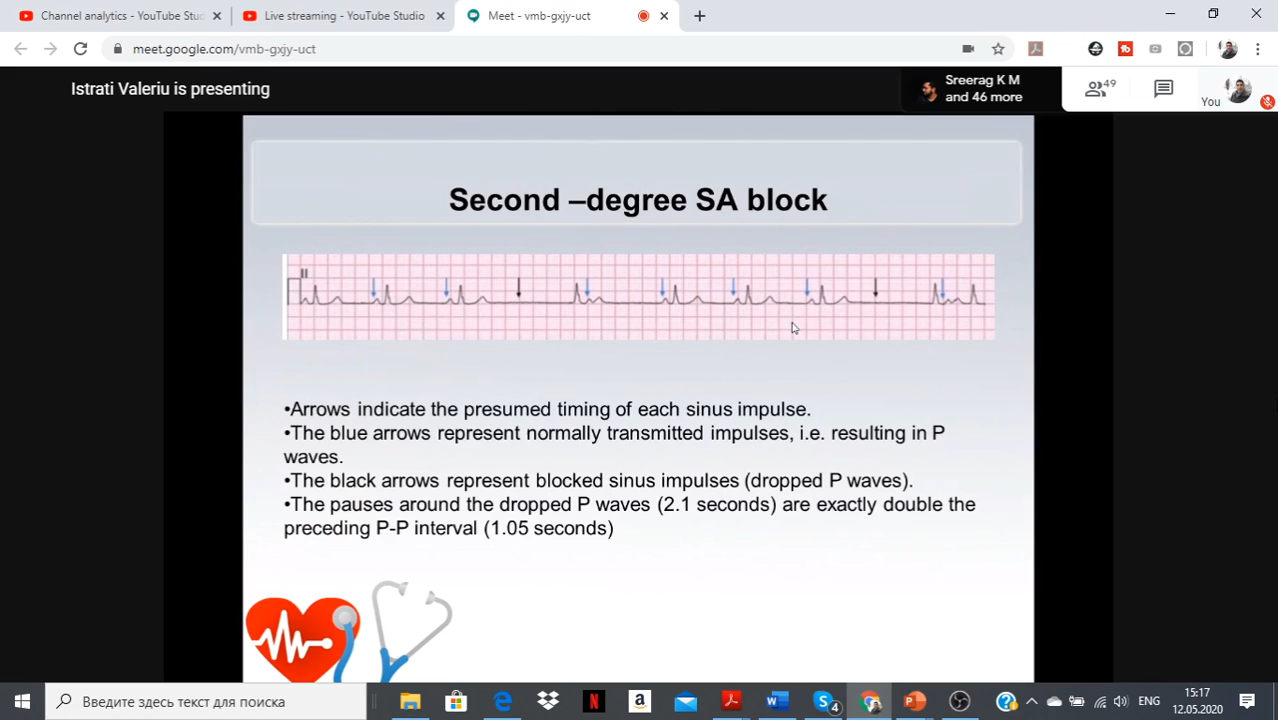 Channel analytics - YouTube Stu
Live streaming - YouTube Studio
Meet - vmb-gxjy-uct
meet.google.com/vmb-gxjy-uct
Istrati Valeriu is presenting
Sreerag K M
and 46 more
49
You
Second –degree SA block
II
•Arrows indicate the presumed timing of each sinus impulse.
•The blue arrows represent normally transmitted impulses, i.e. resulting in P
waves.
•The black arrows represent blocked sinus impulses (dropped P waves).
•The pauses around the dropped P waves (2.1 seconds) are exactly double the
preceding P-P interval (1.05 seconds)
Введите здесь текст для поиска
4
ENG
15:17
12.05.2020